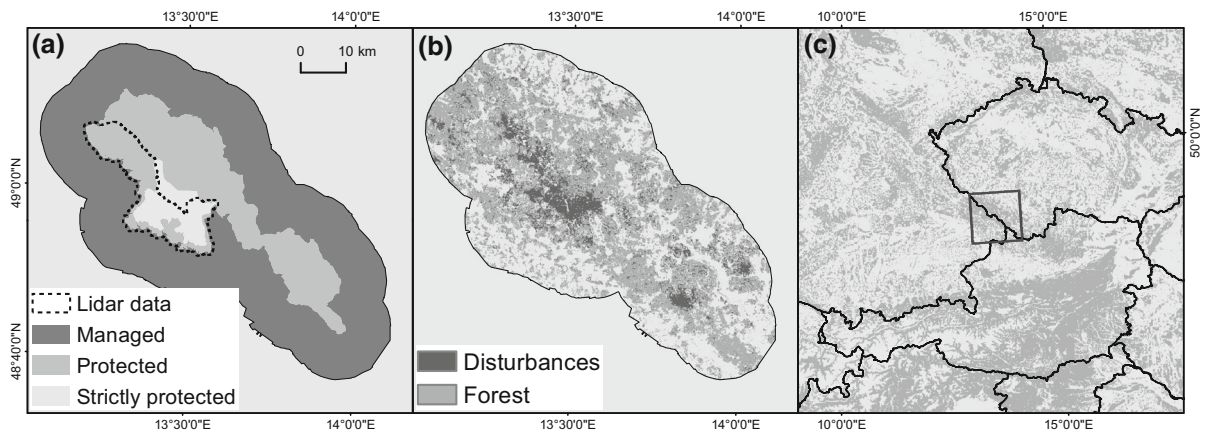 13°30'0"E 14°0'0"E 13°30'0"E 14°0'0"E 10°0'0"E 15°0'0"E
(a)
0 10 km
(b)
(c)
49°0'0"N
48°40'0"N
50°0'0"N
Lidar data
Managed
Protected
Strictly protected
Disturbances
Forest
13°30'0"E 14°0'0"E 13°30'0"E 14°0'0"E 10°0'0"E 15°0'0"E